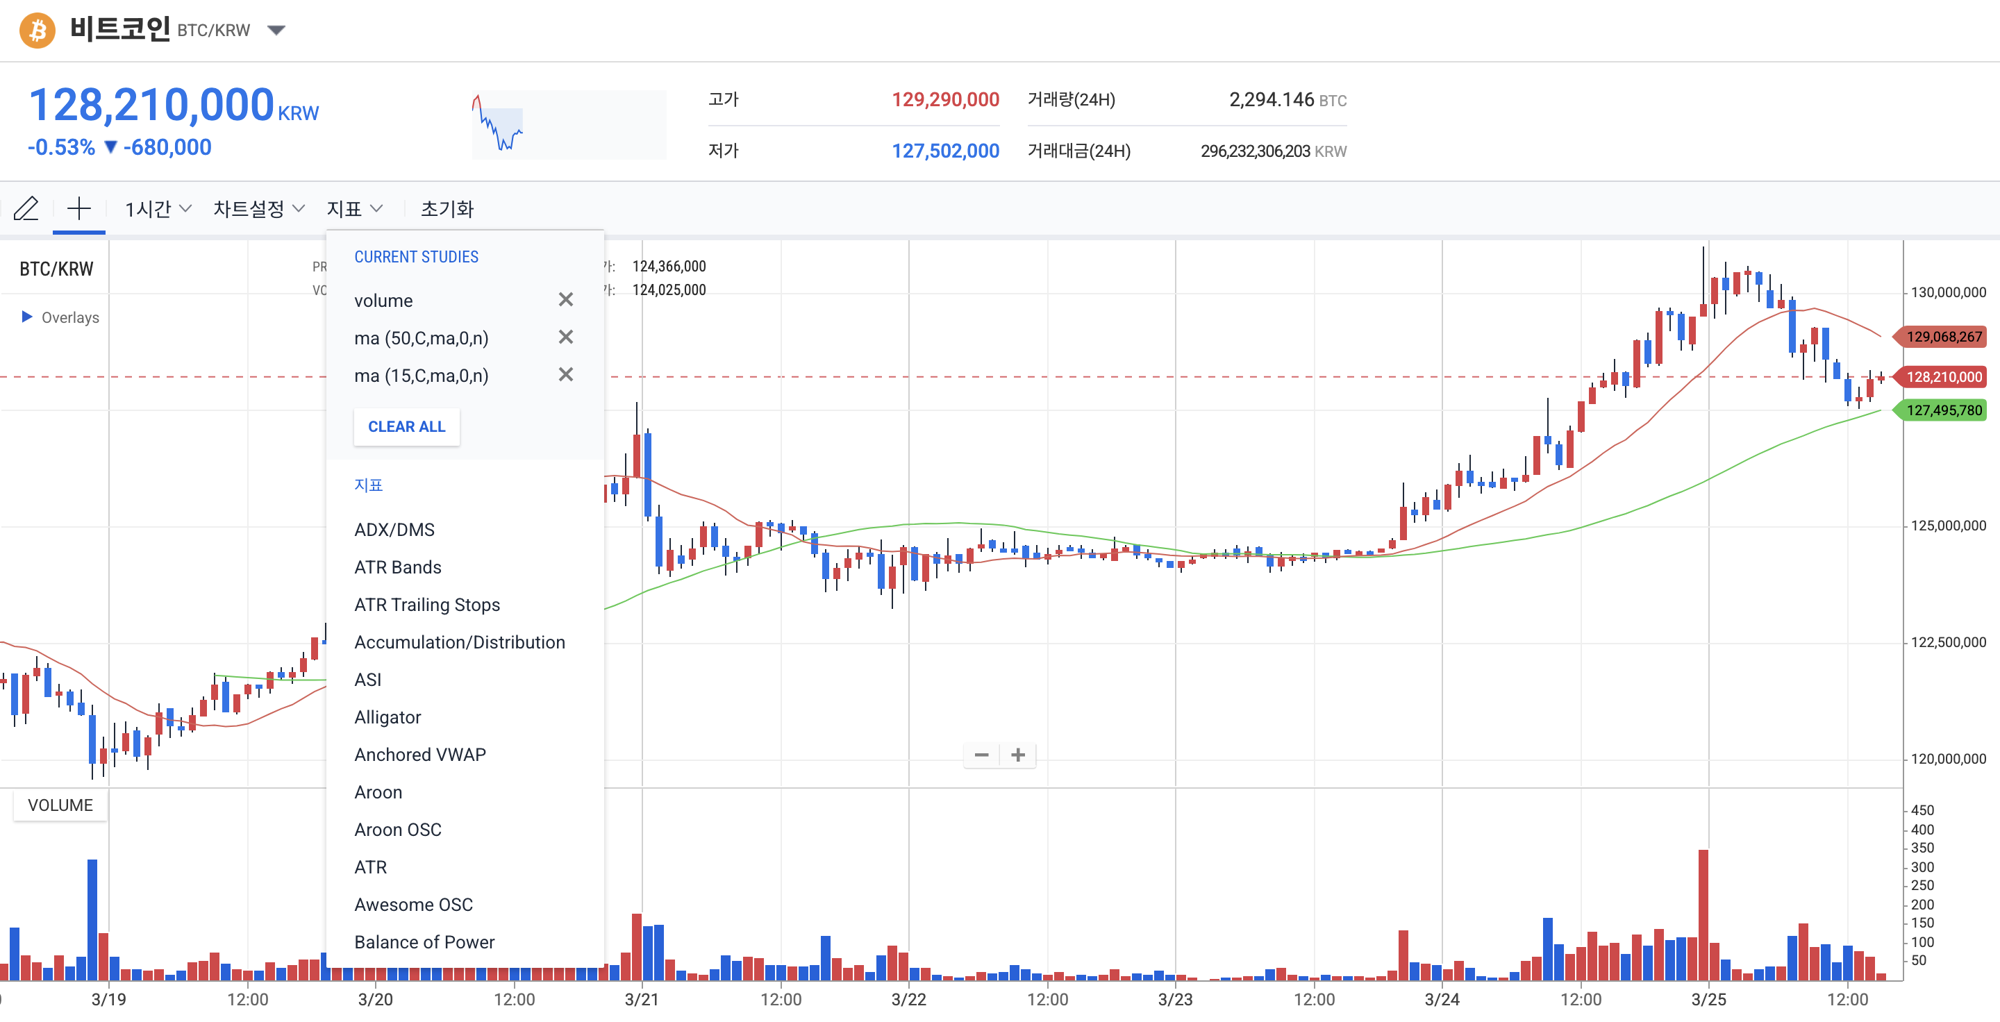 비트코인 BTC/KRW
128,210,000 KRW
-0.53% ▼ -680,000
고가 129,290,000
저가 127,502,000
거래량(24H) 2,294.146 BTC
거래대금(24H) 296,232,306,203 KRW
1시간 차트설정 지표 초기화
BTC/KRW
Overlays
PR
VO
가: 124,366,000
가: 124,025,000
CURRENT STUDIES
volume
ma (50,C,ma,0,n)
ma (15,C,ma,0,n)
CLEAR ALL
지표
ADX/DMS
ATR Bands
ATR Trailing Stops
Accumulation/Distribution
ASI
Alligator
Anchored VWAP
Aroon
Aroon OSC
ATR
Awesome OSC
Balance of Power
130,000,000
129,068,267
128,210,000
127,495,780
125,000,000
122,500,000
120,000,000
VOLUME
450
400
350
300
250
200
150
100
50
3/19 12:00 3/20 12:00 3/21 12:00 3/22 12:00 3/23 12:00 3/24 12:00 3/25 12:00